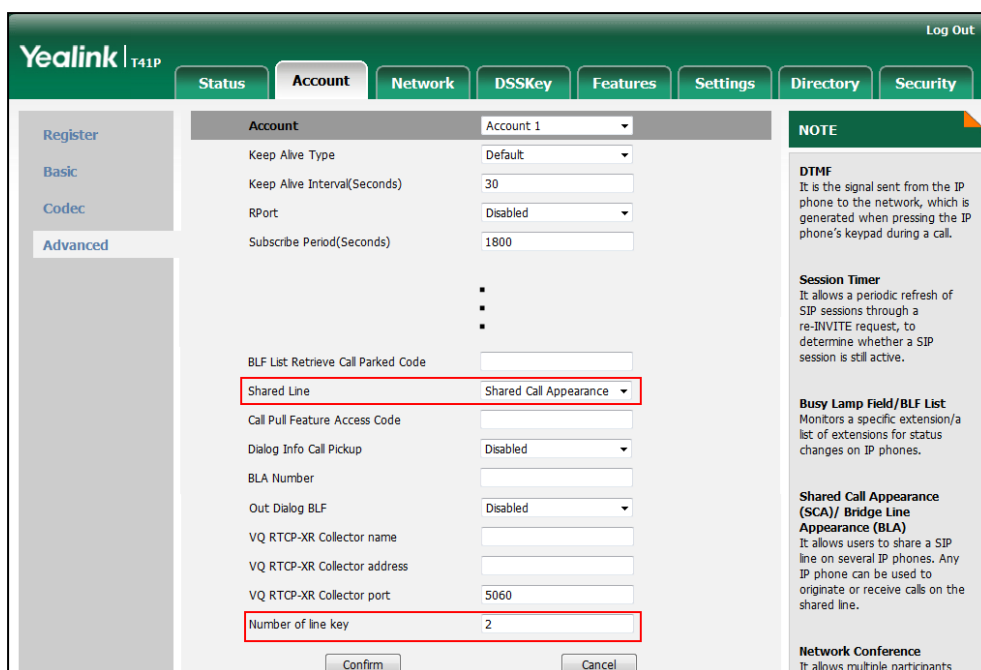 Log Out
Yealink T41P
Status Account Network DSSKey Features Settings Directory Security
Register
Basic
Codec
Advanced
Account Account 1
Keep Alive Type Default
Keep Alive Interval(Seconds) 30
RPort Disabled
Subscribe Period(Seconds) 1800
BLF List Retrieve Call Parked Code
Shared Line Shared Call Appearance
Call Pull Feature Access Code
Dialog Info Call Pickup Disabled
BLA Number
Out Dialog BLF Disabled
VQ RTCP-XR Collector name
VQ RTCP-XR Collector address
VQ RTCP-XR Collector port 5060
Number of line key 2
Confirm Cancel
NOTE
DTMF
It is the signal sent from the IP
phone to the network, which is
generated when pressing the IP
phone's keypad during a call.
Session Timer
It allows a periodic refresh of
SIP sessions through a
re-INVITE request, to
determine whether a SIP
session is still active.
Busy Lamp Field/BLF List
Monitors a specific extension/a
list of extensions for status
changes on IP phones.
Shared Call Appearance
(SCA)/ Bridge Line
Appearance (BLA)
It allows users to share a SIP
line on several IP phones. Any
IP phone can be used to
originate or receive calls on the
shared line.
Network Conference
It allows multiple participants